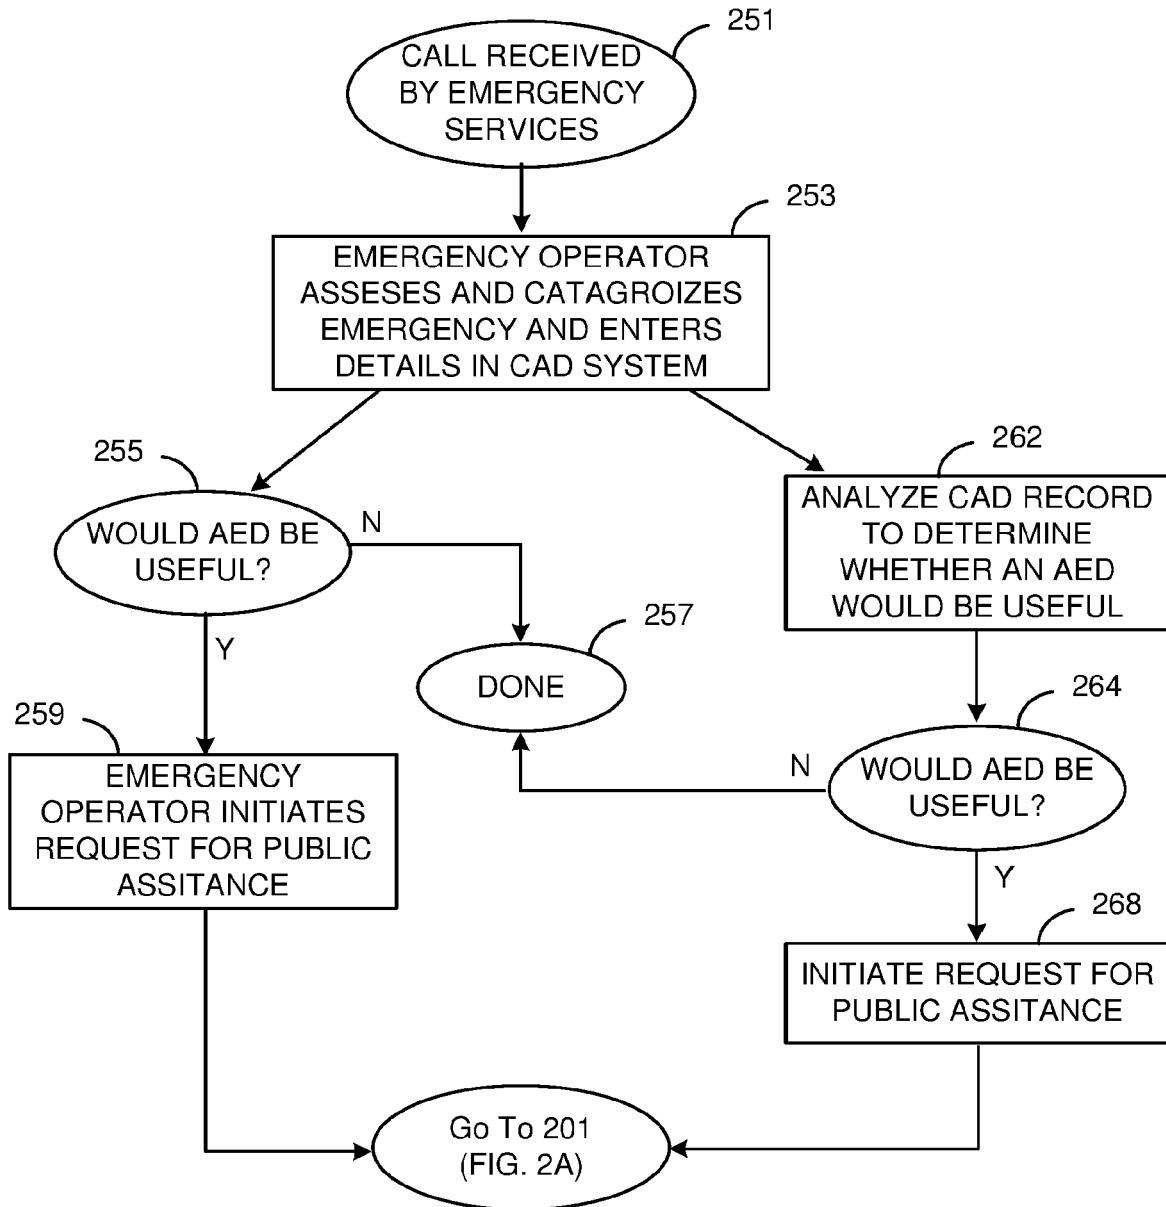 251
CALL RECEIVED
BY EMERGENCY
SERVICES
253
EMERGENCY OPERATOR
ASSESES AND CATAGROIZES
EMERGENCY AND ENTERS
DETAILS IN CAD SYSTEM
255
WOULD AED BE
USEFUL?
N
Y
262
ANALYZE CAD RECORD
TO DETERMINE
WHETHER AN AED
WOULD BE USEFUL
257
DONE
264
WOULD AED BE
USEFUL?
N
Y
259
EMERGENCY
OPERATOR INITIATES
REQUEST FOR PUBLIC
ASSITANCE
268
INITIATE REQUEST FOR
PUBLIC ASSITANCE
Go To 201
(FIG. 2A)